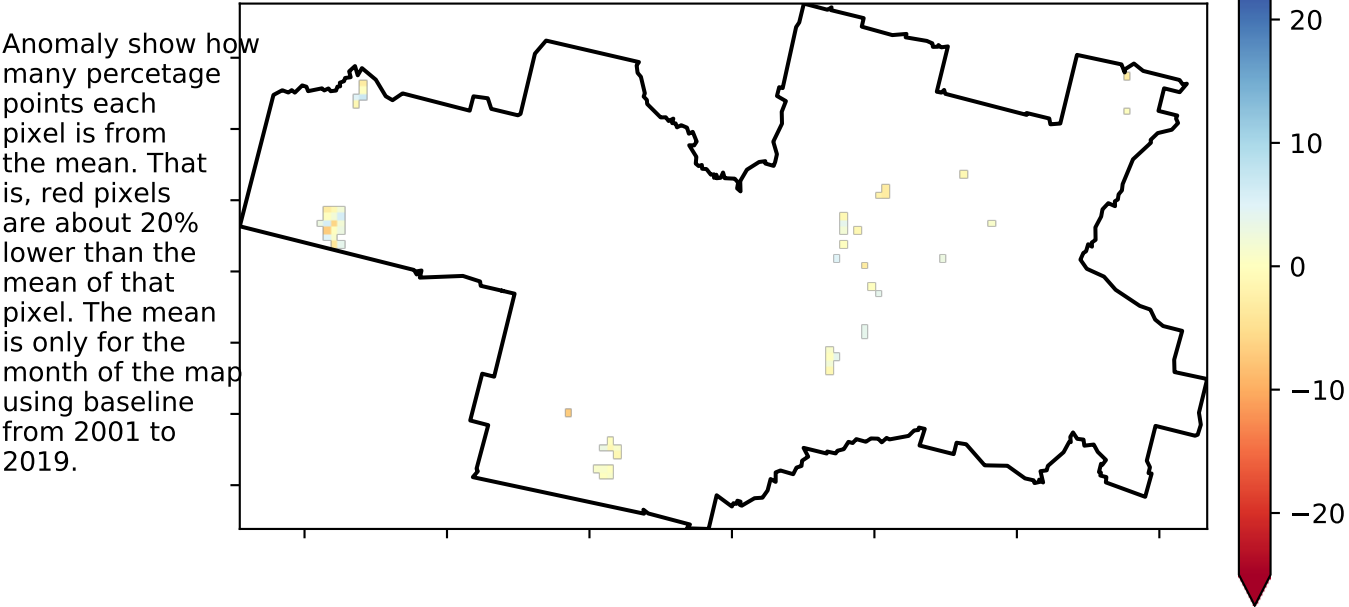 Anomaly show how
many percetage
points each
pixel is from
the mean. That
is, red pixels
are about 20%
lower than the
mean of that
pixel. The mean
is only for the
month of the map
using baseline
from 2001 to
2019.
20
10
0
−10
−20